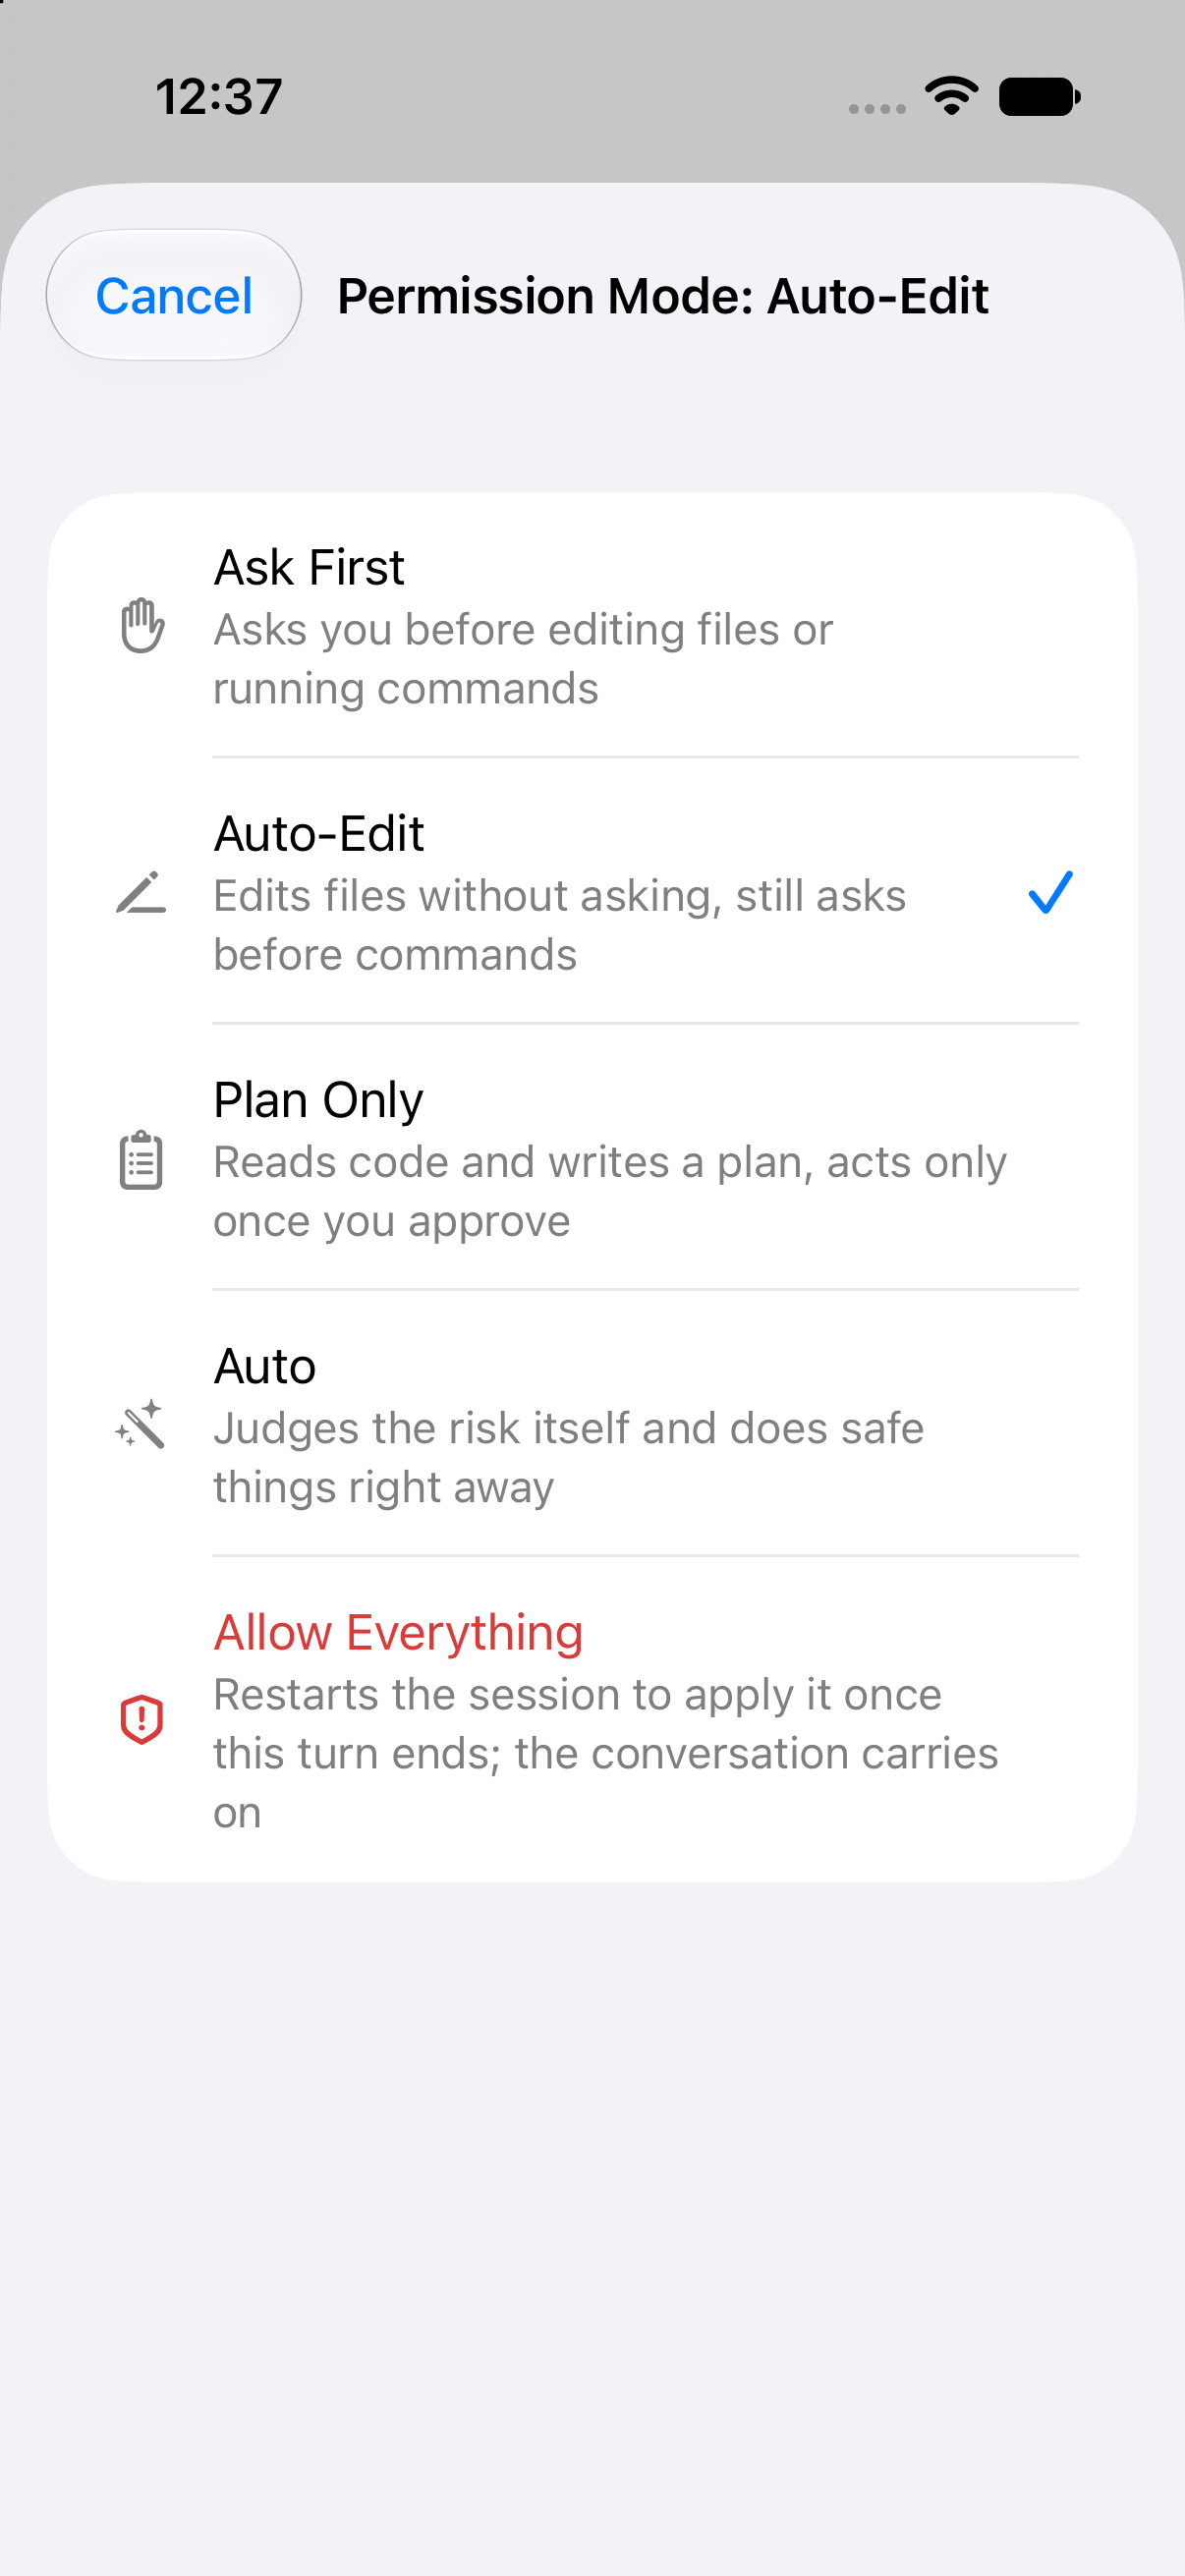 12:37
Cancel
Permission Mode: Auto-Edit
Ask First
Asks you before editing files or
running commands
Auto-Edit
Edits files without asking, still asks
before commands
Plan Only
Reads code and writes a plan, acts only
once you approve
Auto
Judges the risk itself and does safe
things right away
Allow Everything
Restarts the session to apply it once
this turn ends; the conversation carries
on